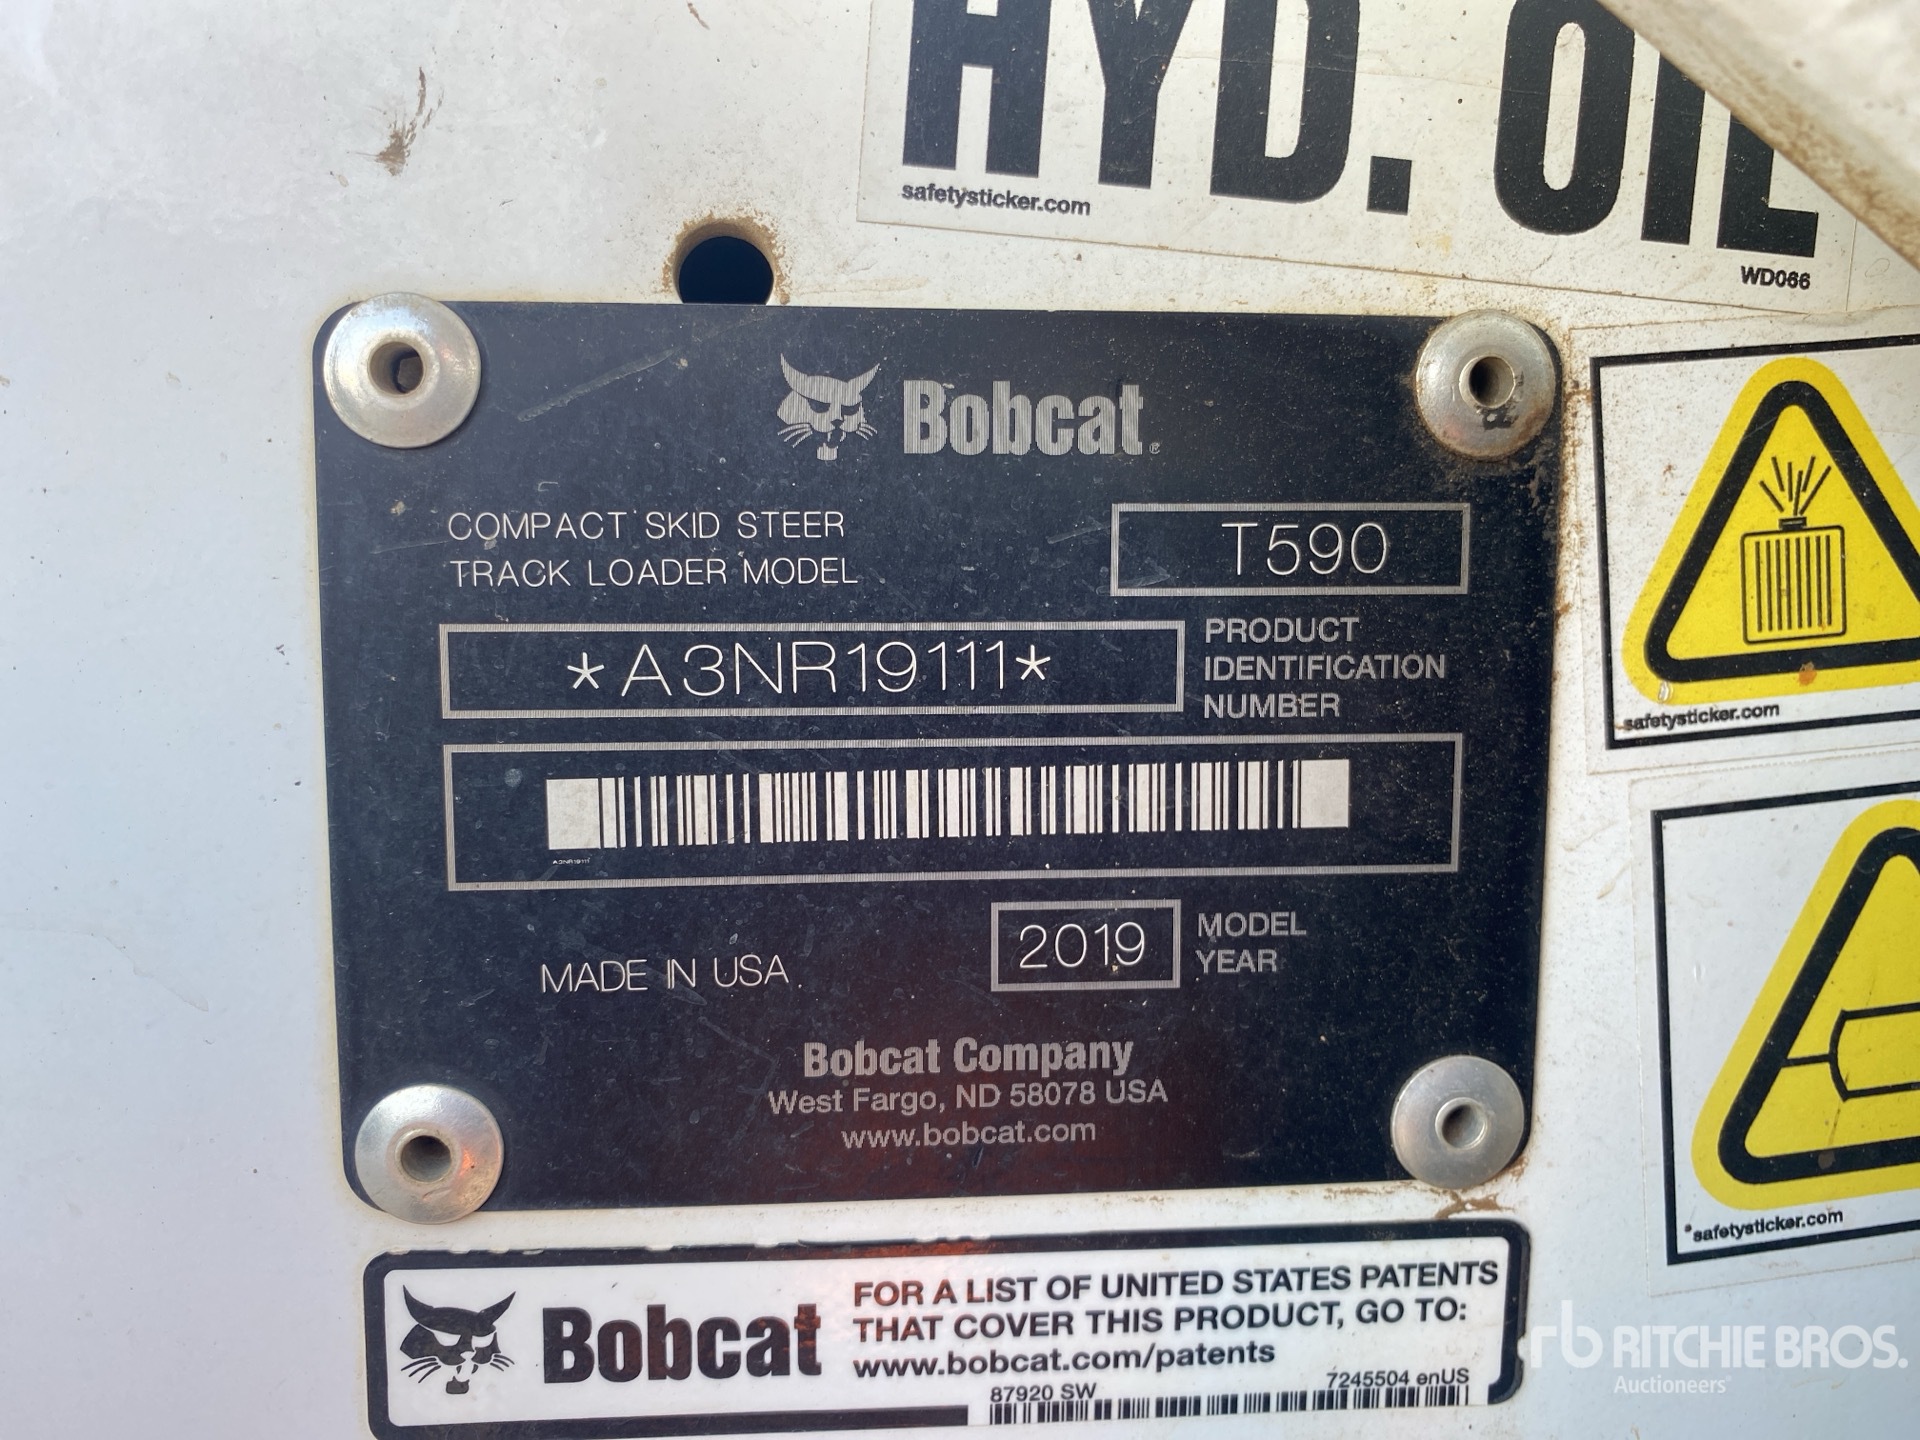 HYD. OIL
safetysticker.com
WD066
Bobcat®
COMPACT SKID STEER
TRACK LOADER MODEL
T590
*A3NR19111*
PRODUCT
IDENTIFICATION
NUMBER
A3NR19111
MADE IN USA
2019
MODEL
YEAR
Bobcat Company
West Fargo, ND 58078 USA
www.bobcat.com
safetysticker.com
safetysticker.com
Bobcat
FOR A LIST OF UNITED STATES PATENTS
THAT COVER THIS PRODUCT, GO TO:
www.bobcat.com/patents
87920 SW
7245504 enUS
rb RITCHIE BROS.
Auctioneers